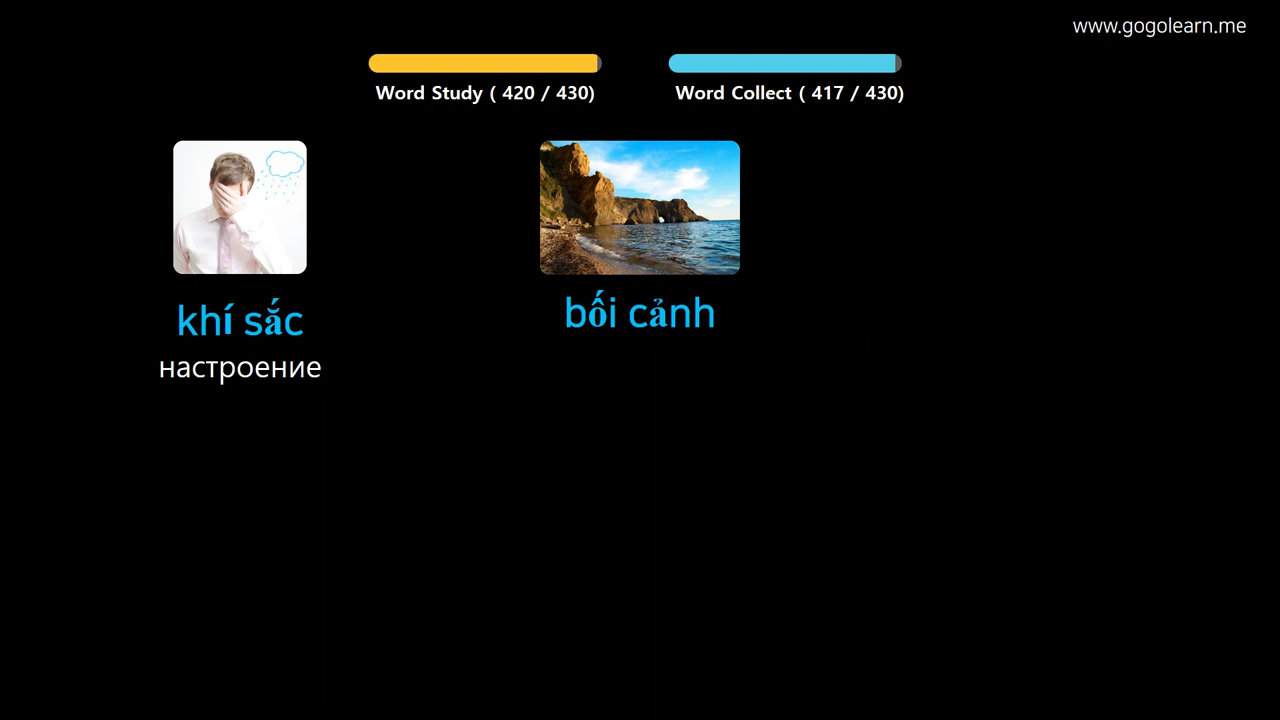 www.gogolearn.me
Word Study ( 420 / 430)
Word Collect ( 417 / 430)
khí sắc
настроение
bối cảnh